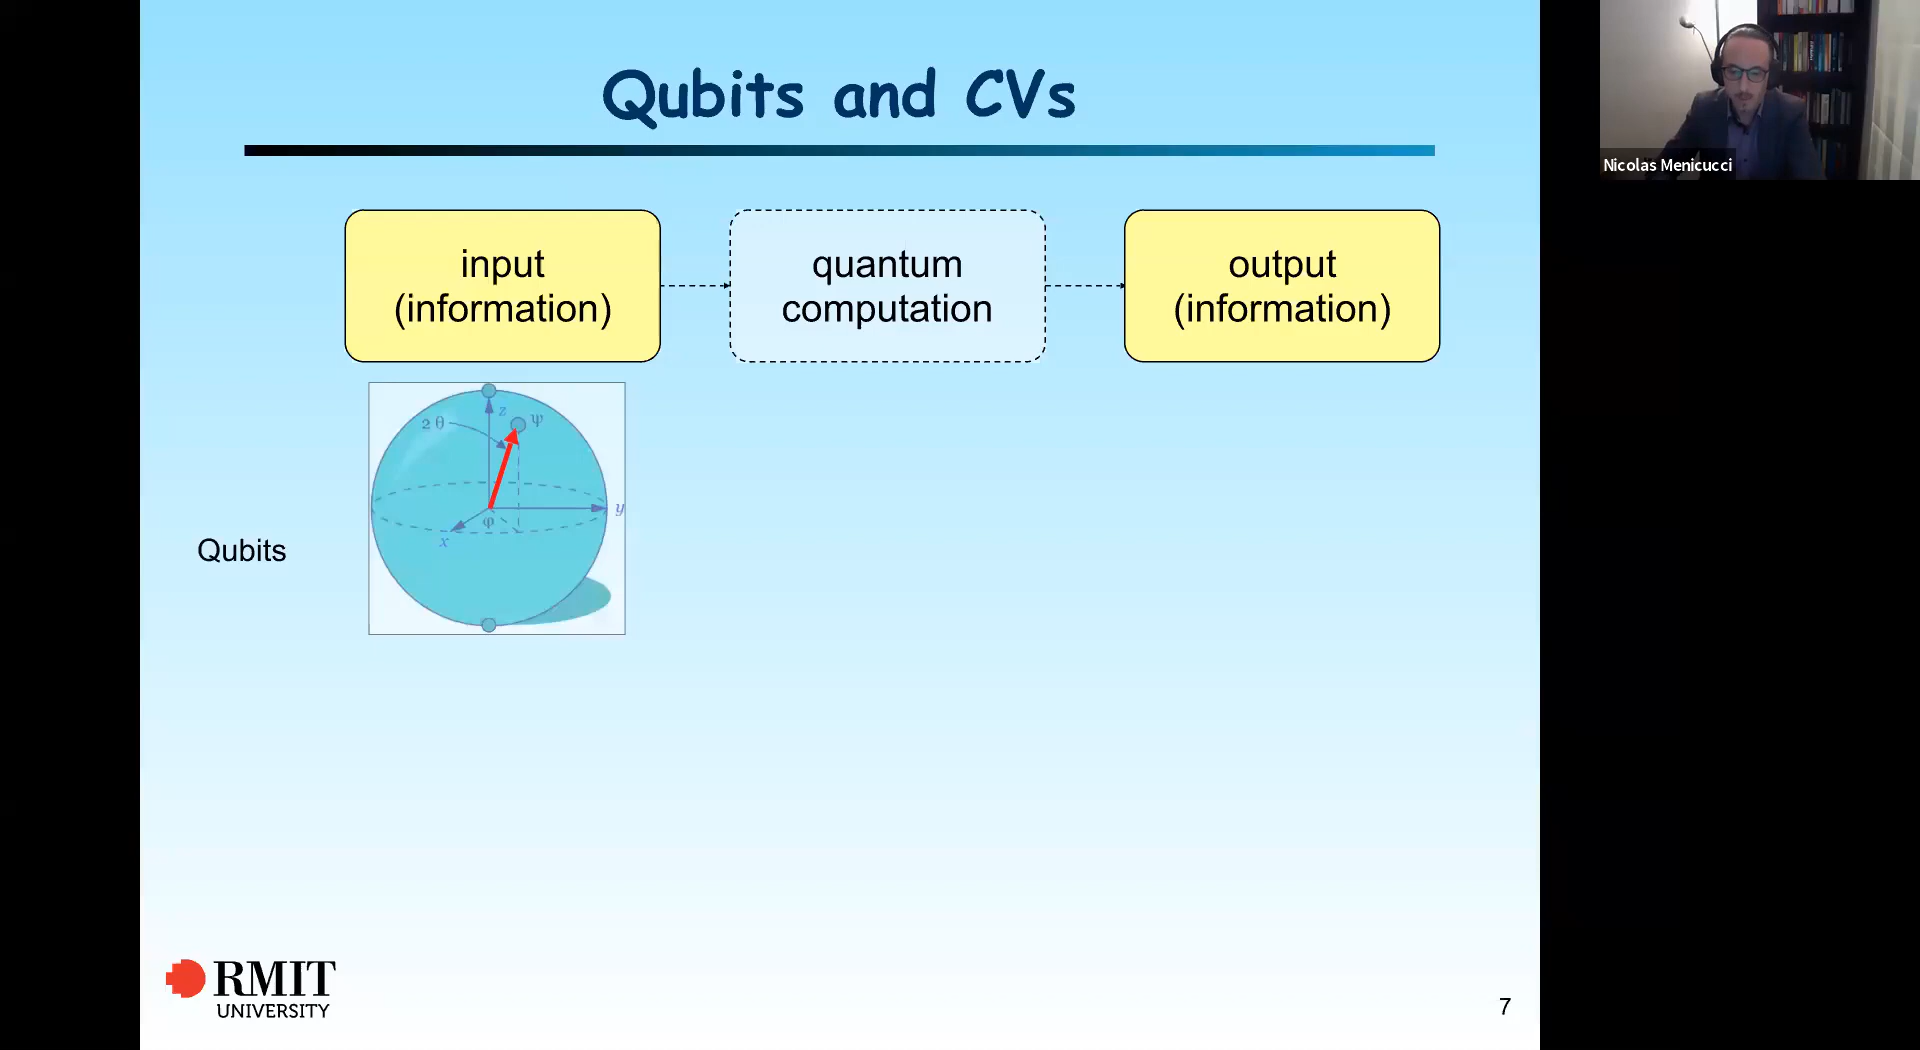 Qubits and CVs
Nicolas Menicucci
input
(information)
quantum
computation
output
(information)
z
ψ
2 θ
y
φ
x
Qubits
RMIT
UNIVERSITY
7